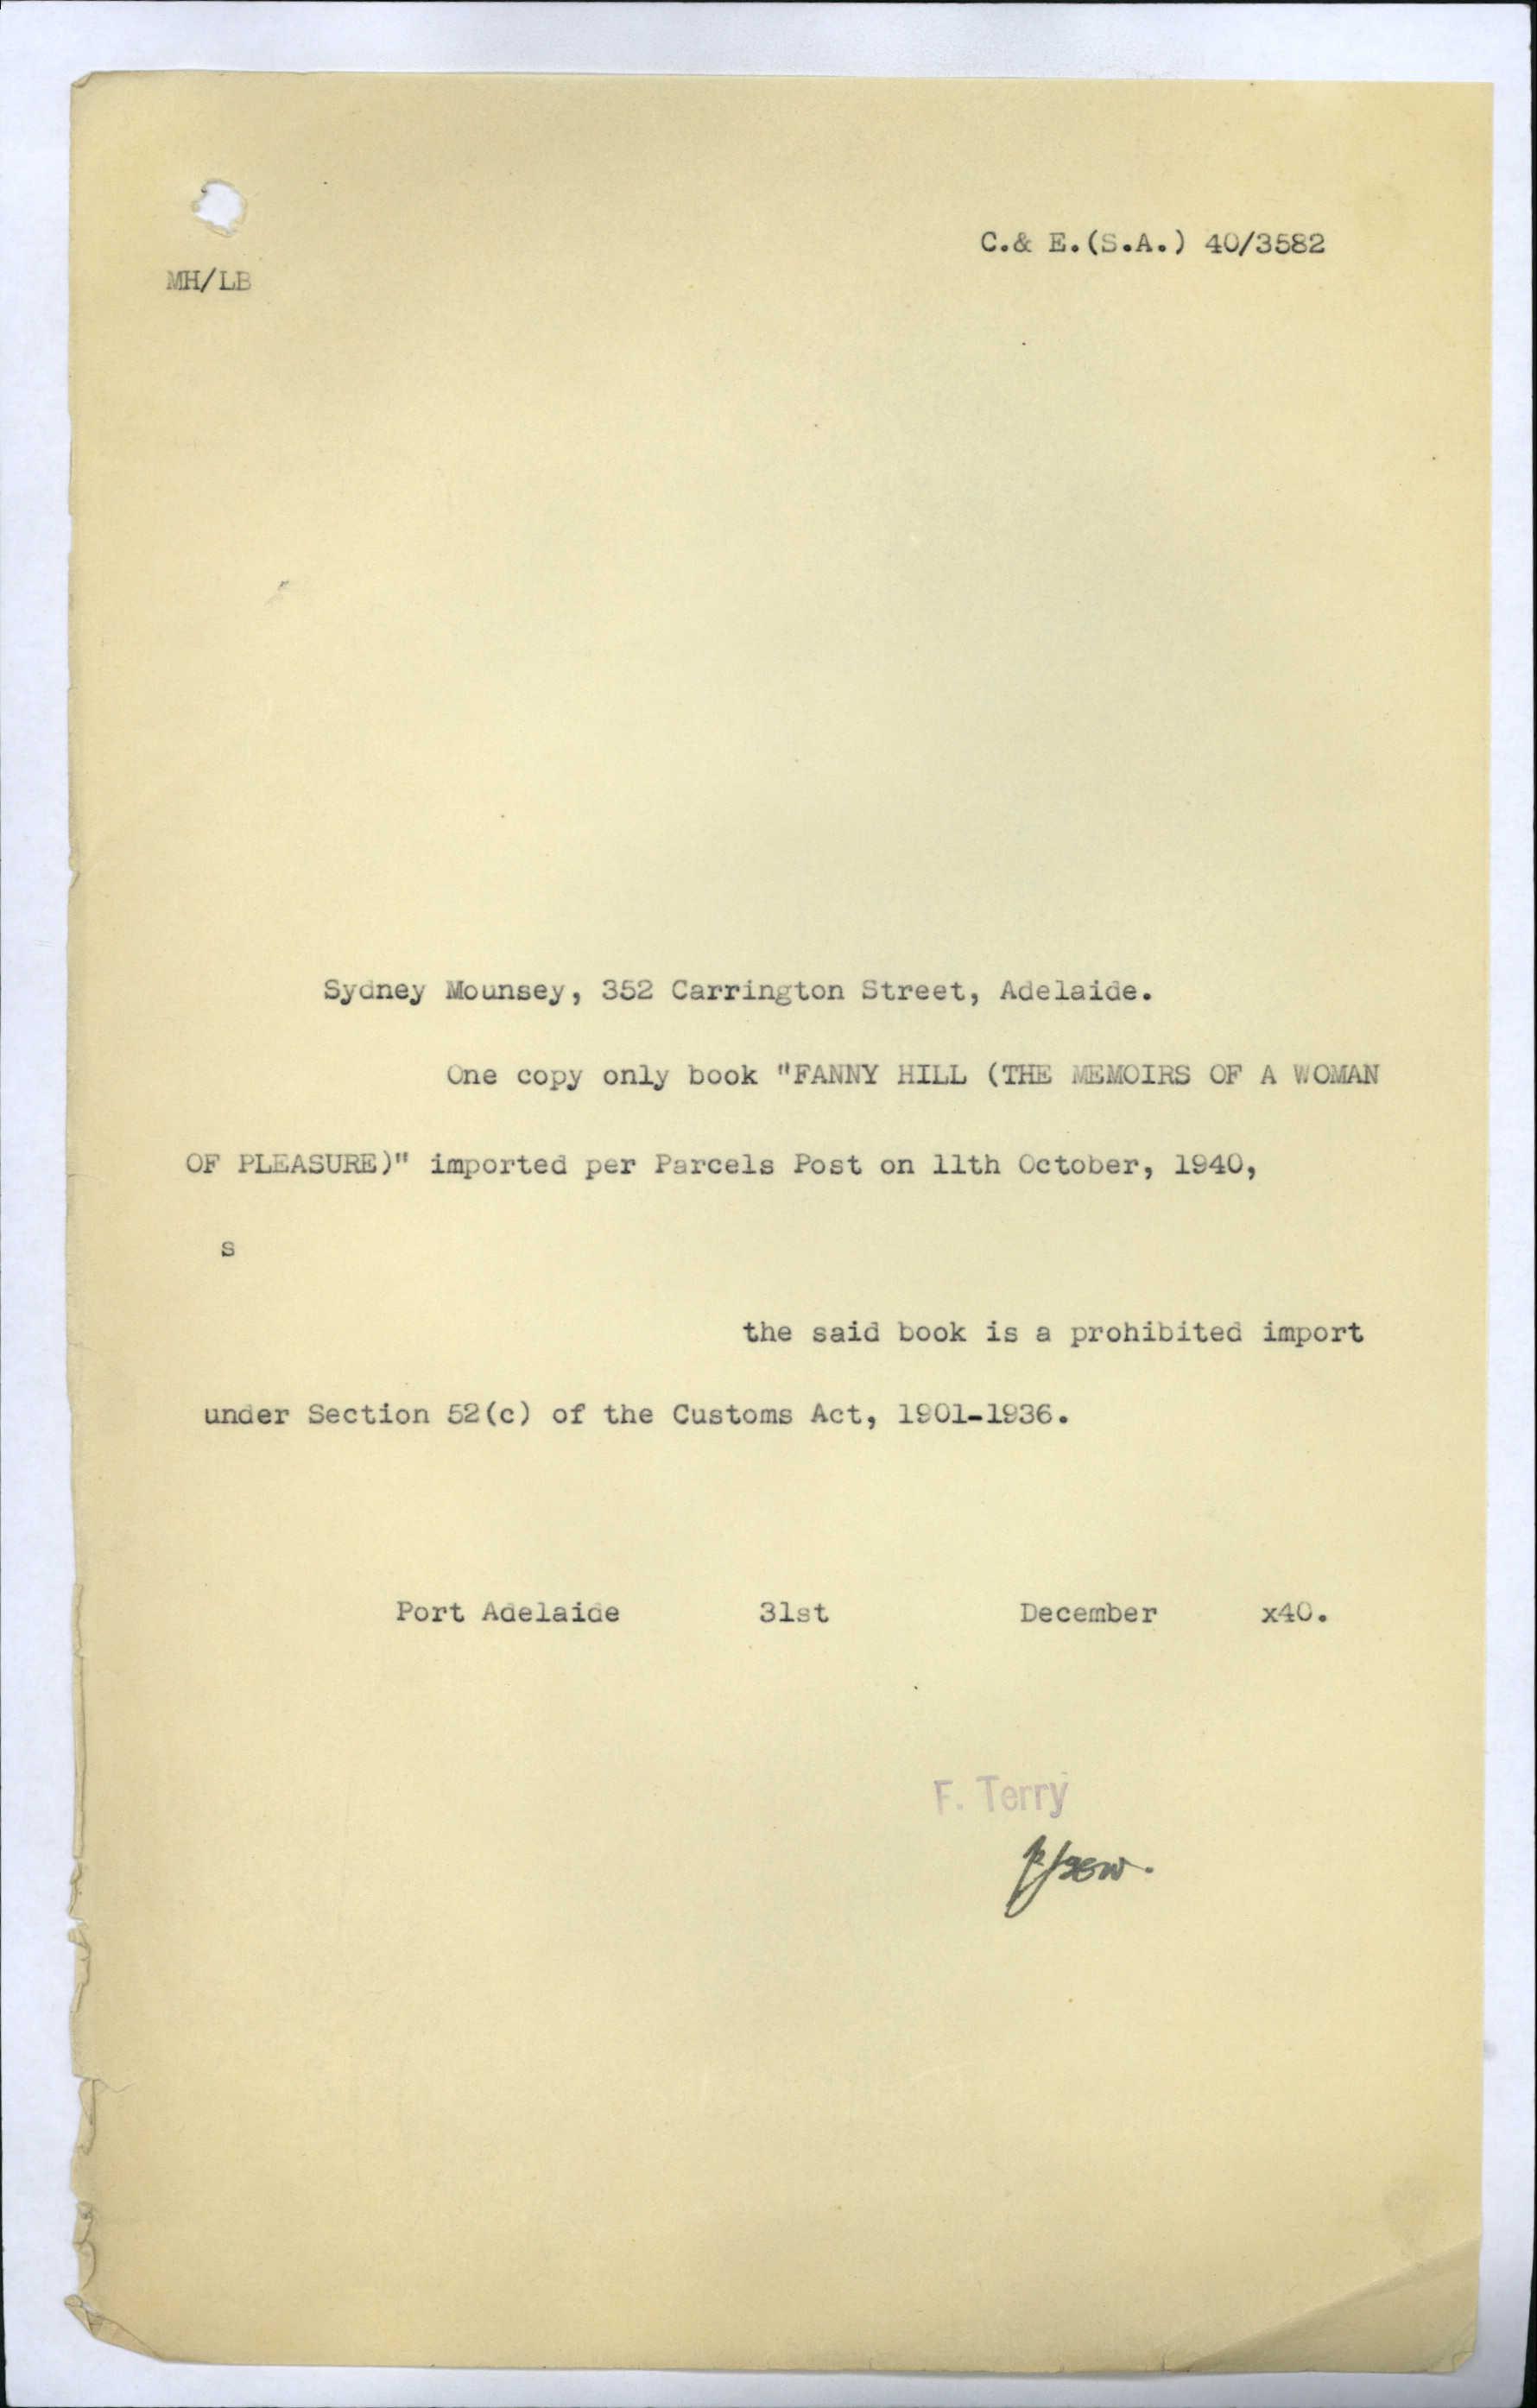 C.& E.(S.A.) 40/3582
MH/LB
Sydney Mounsey, 352 Carrington Street, Adelaide.
One copy only book "FANNY HILL (THE MEMOIRS OF A WOMAN
OF PLEASURE)" imported per Parcels Post on 11th October, 1940,
s
the said book is a prohibited import
under Section 52(c) of the Customs Act, 1901-1936.
Port Adelaide 31st December x40.
F. Terry